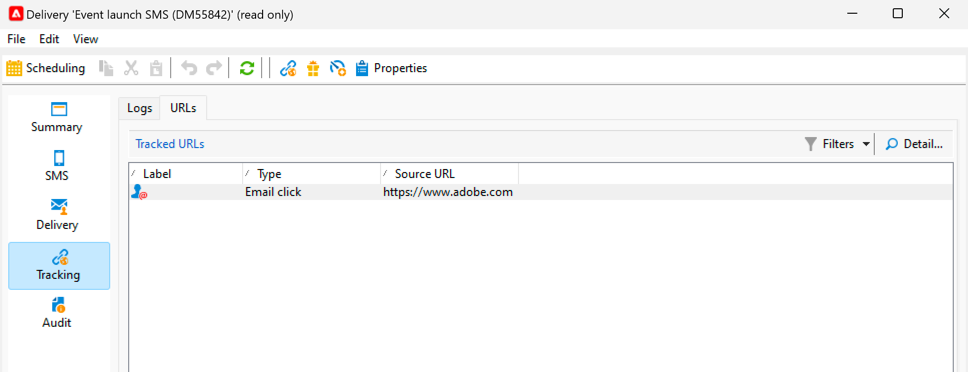 Delivery 'Event launch SMS (DM55842)' (read only)
File Edit View
Scheduling Properties
Summary
SMS
Delivery
Tracking
Audit
Logs URLs
Tracked URLs Filters Detail...
Label Type Source URL
Email click https://www.adobe.com